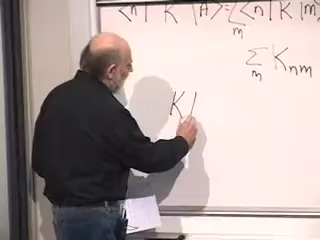 <n| K |A> = Σ <n| K |m
m
Σ K_nm
m
K|